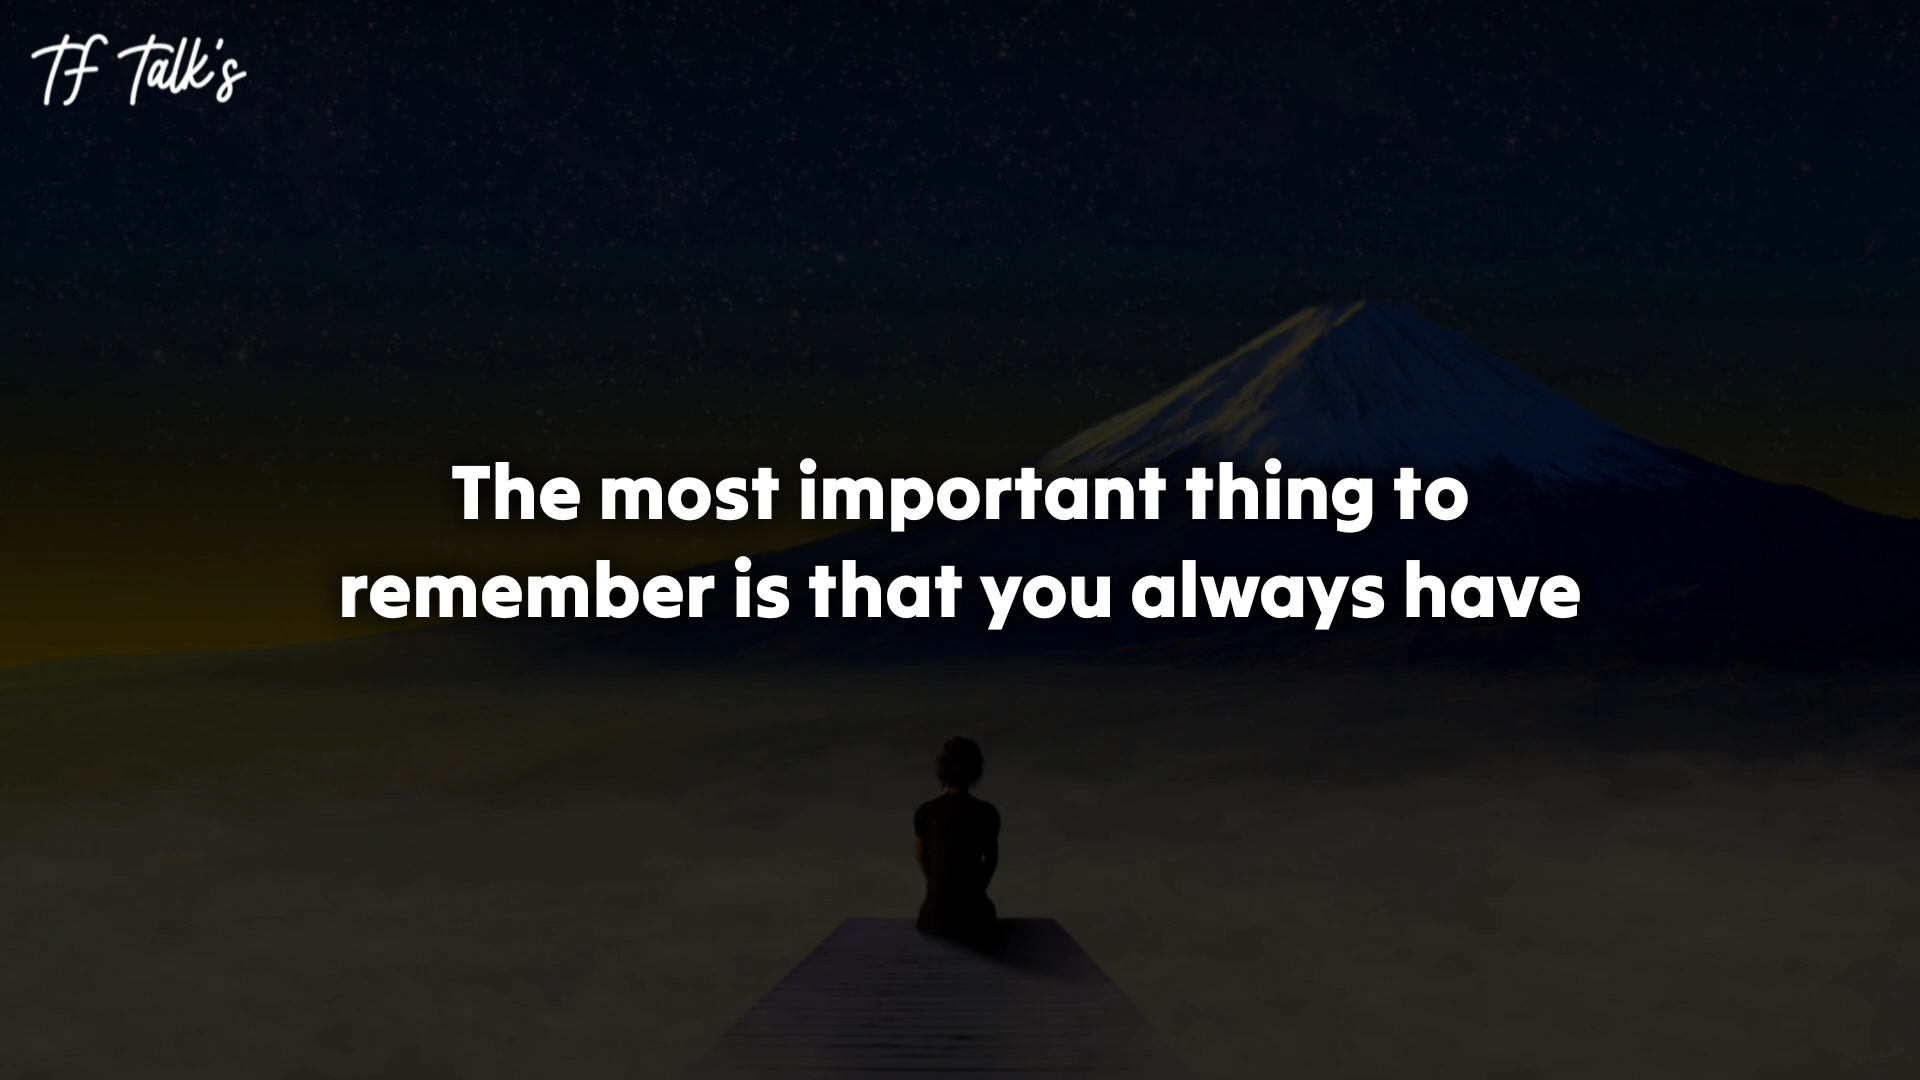 TF Talk's
The most important thing to
remember is that you always have